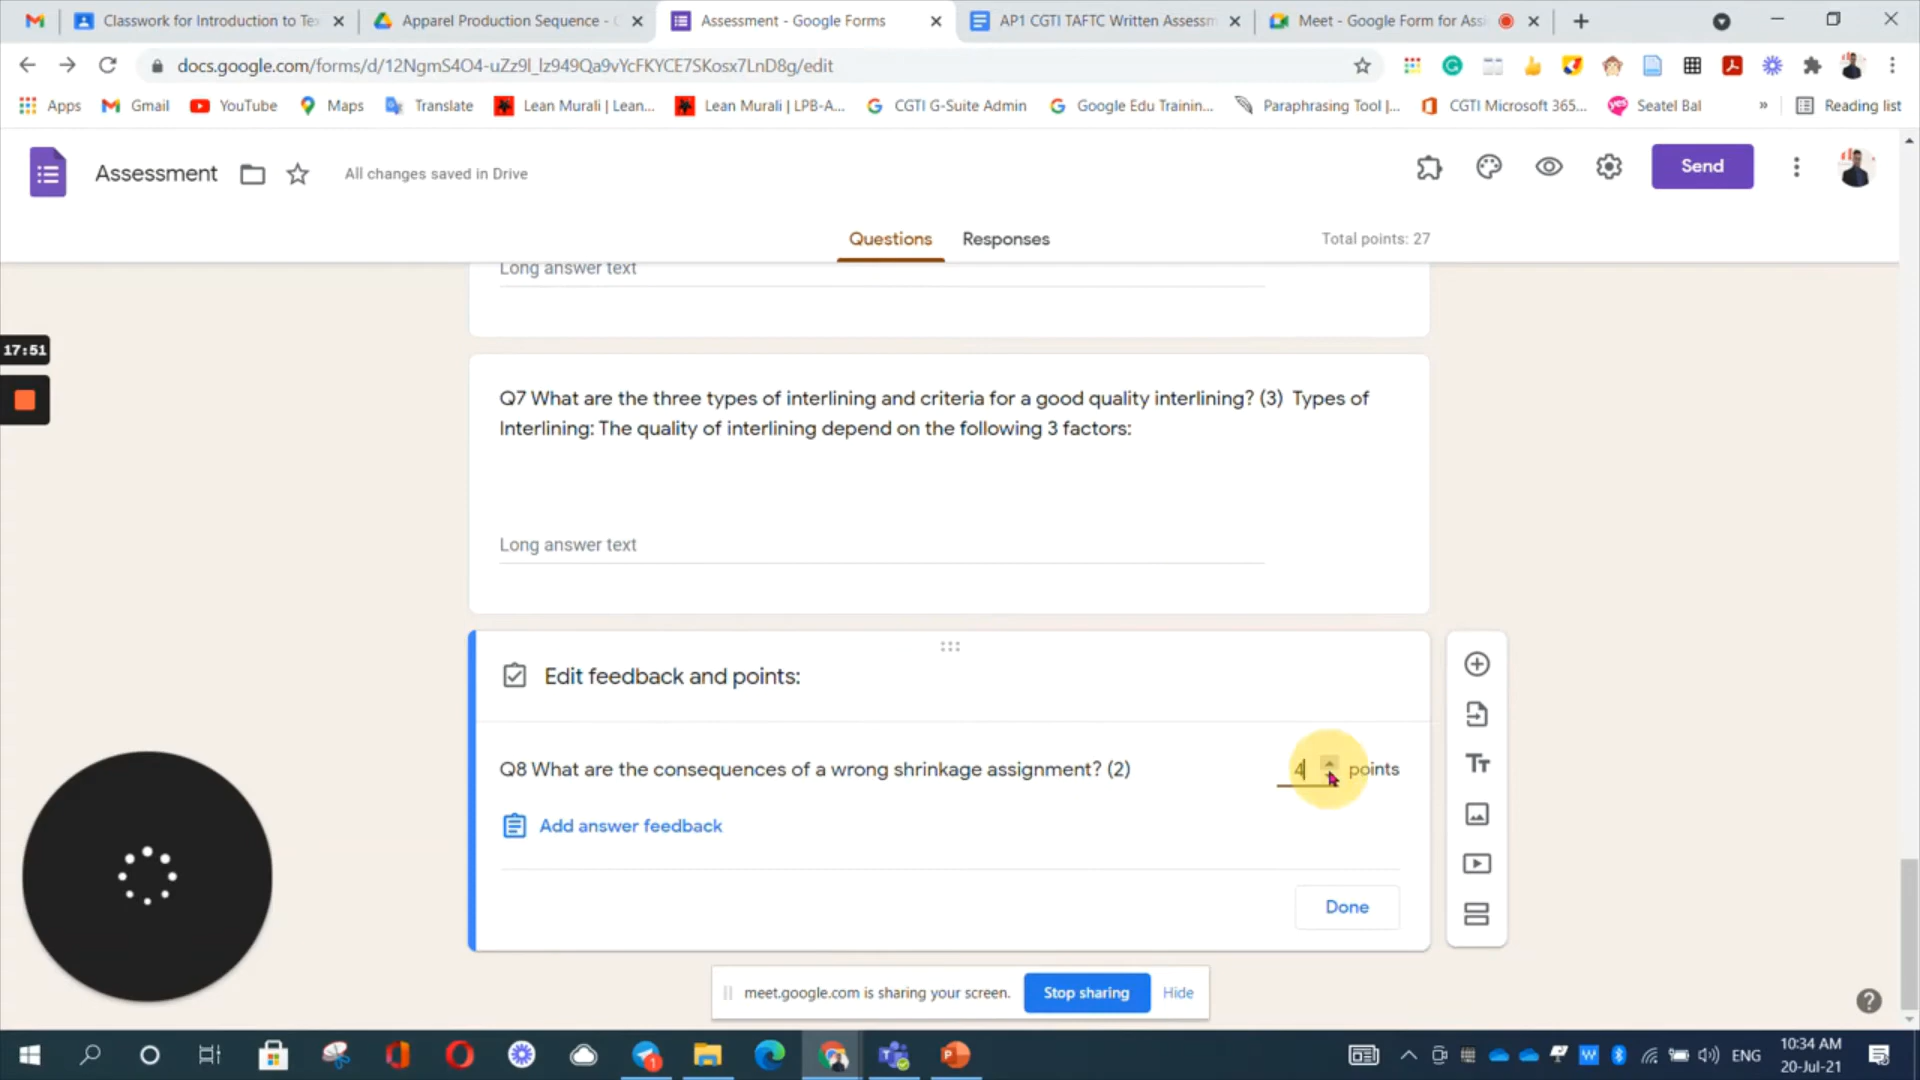 Classwork for Introduction to Te
Apparel Production Sequence -
Assessment - Google Forms
AP1 CGTI TAFTC Written Assessm
Meet - Google Form for Ass
docs.google.com/forms/d/12NgmS4O4-uZz9l_lz949Qa9vYcFKYCE7SKosx7LnD8g/edit
Apps
Gmail
YouTube
Maps
Translate
Lean Murali | Lean...
Lean Murali | LPB-A...
CGTI G-Suite Admin
Google Edu Trainin...
Paraphrasing Tool |...
CGTI Microsoft 365...
yes
Seatel Bal
»
Reading list
Assessment
All changes saved in Drive
Send
Questions
Responses
Total points: 27
Long answer text
17:51
Q7 What are the three types of interlining and criteria for a good quality interlining? (3) Types of
Interlining: The quality of interlining depend on the following 3 factors:
Long answer text
Edit feedback and points:
Q8 What are the consequences of a wrong shrinkage assignment? (2)
4 points
Add answer feedback
Done
meet.google.com is sharing your screen.
Stop sharing
Hide
ENG
10:34 AM
20-Jul-21